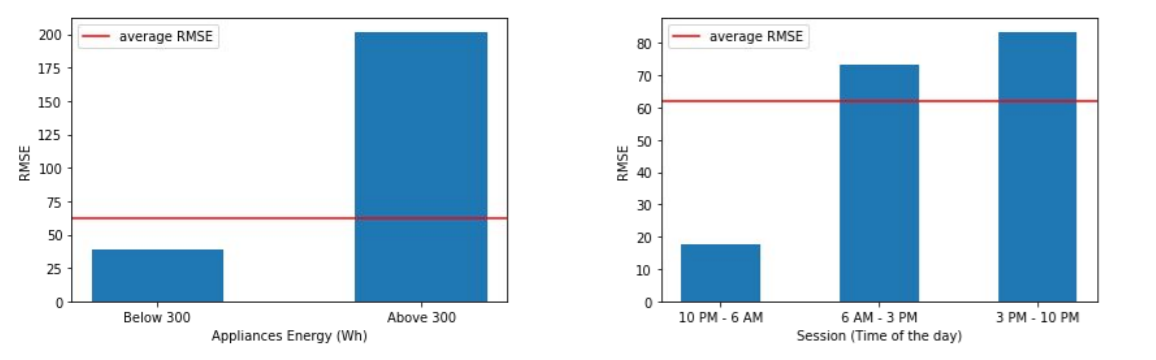 average RMSE
RMSE
200
175
150
125
100
75
50
25
0
Below 300 Above 300
Appliances Energy (Wh)
average RMSE
RMSE
80
70
60
50
40
30
20
10
0
10 PM - 6 AM 6 AM - 3 PM 3 PM - 10 PM
Session (Time of the day)